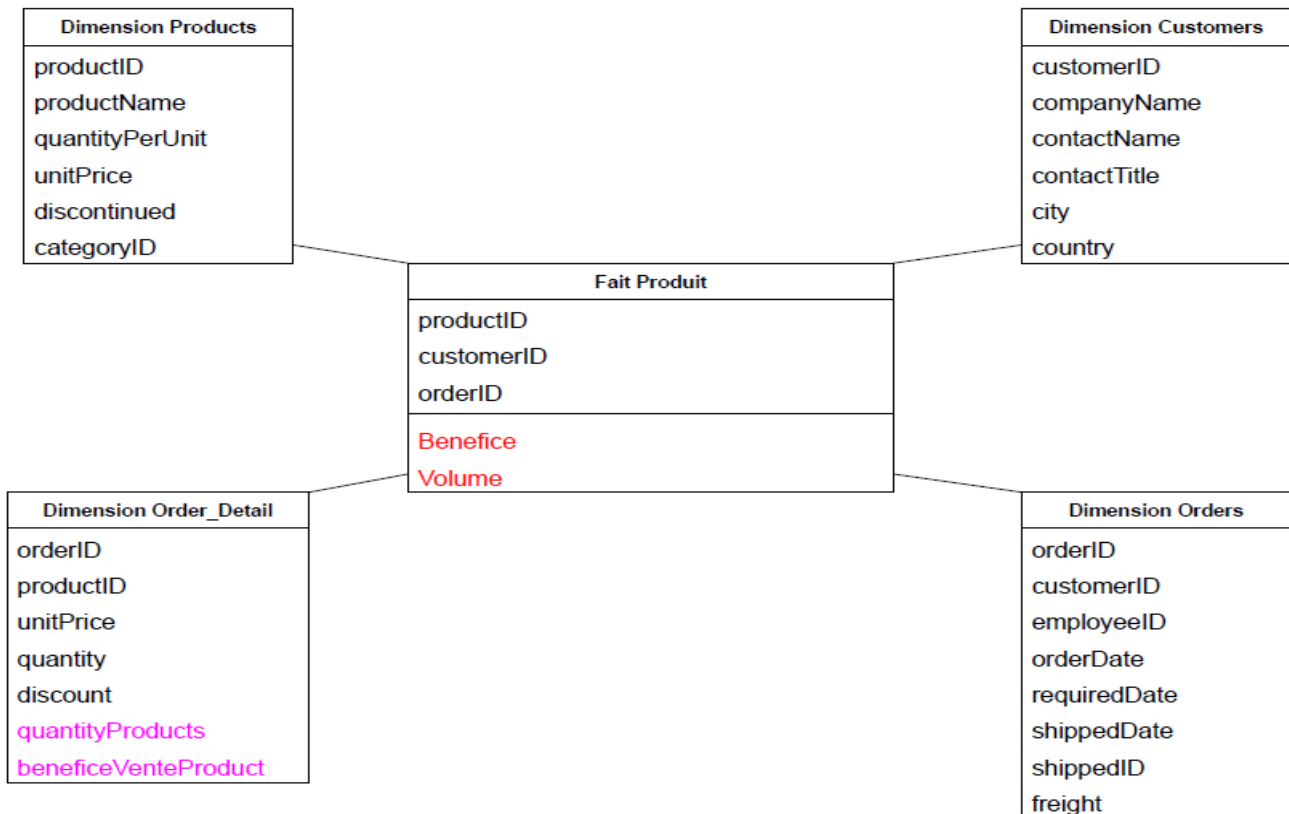 Dimension Products
productID
productName
quantityPerUnit
unitPrice
discontinued
categoryID
Dimension Customers
customerID
companyName
contactName
contactTitle
city
country
Fait Produit
productID
customerID
orderID
Benefice
Volume
Dimension Order_Detail
orderID
productID
unitPrice
quantity
discount
quantityProducts
beneficeVenteProduct
Dimension Orders
orderID
customerID
employeeID
orderDate
requiredDate
shippedDate
shippedID
freight